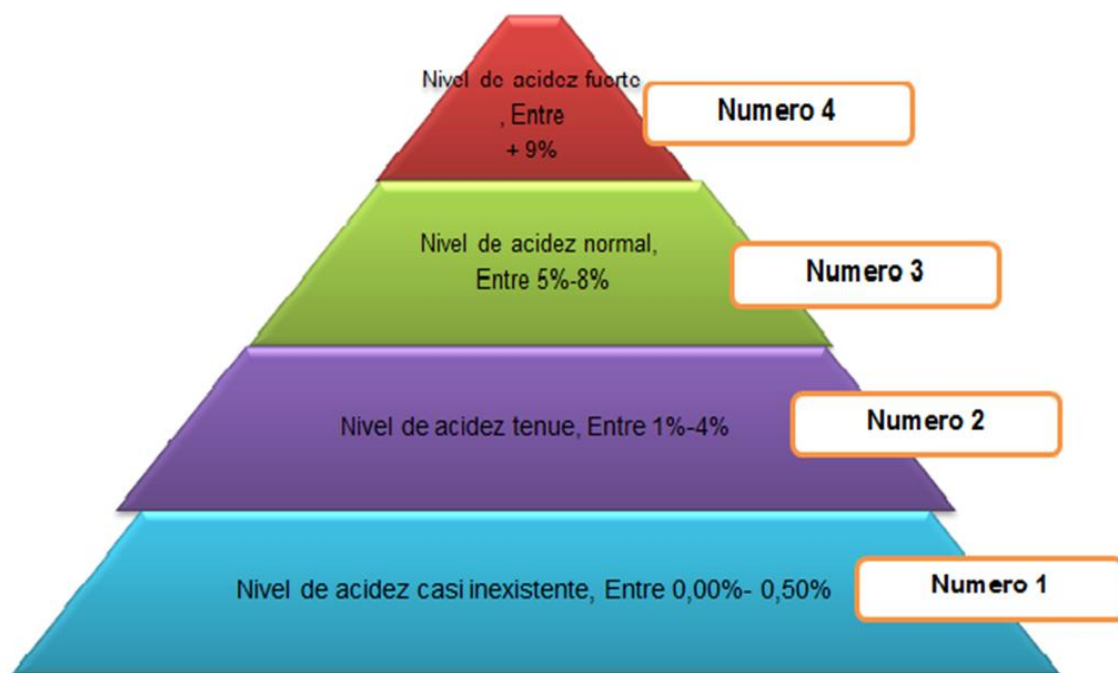 Nivel de acidez fuerte
, Entre
+ 9%
Numero 4
Nivel de acidez normal,
Entre 5%-8%
Numero 3
Nivel de acidez tenue, Entre 1%-4%
Numero 2
Nivel de acidez casi inexistente, Entre 0,00%- 0,50%
Numero 1